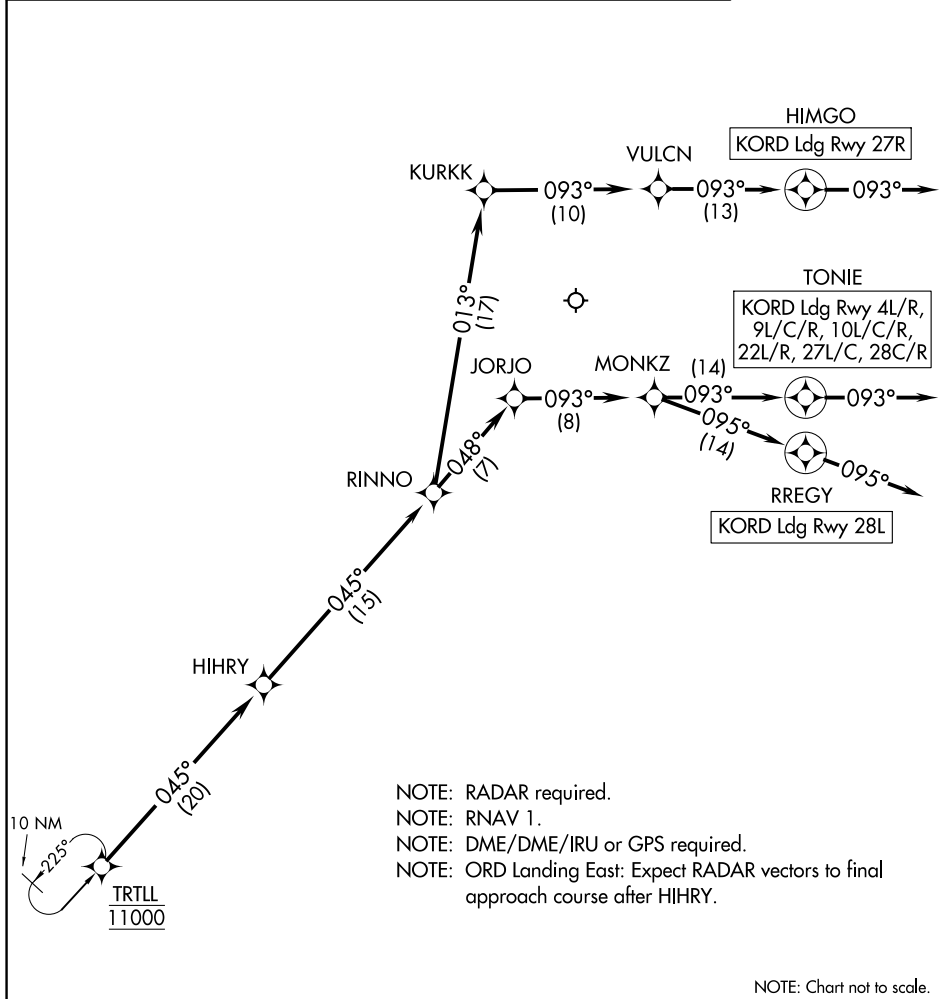 HIMGO
KORD Ldg Rwy 27R
VULCN
KURKK
093°
(10)
093°
(13)
093°
TONIE
KORD Ldg Rwy 4L/R,
9L/C/R, 10L/C/R,
22L/R, 27L/C, 28C/R
013°
(17)
JORJO
MONKZ
093°
(8)
(14)
093°
093°
095°
(14)
095°
048°
(7)
RINNO
RREGY
KORD Ldg Rwy 28L
045°
(15)
HIHRY
045°
(20)
NOTE: RADAR required.
NOTE: RNAV 1.
NOTE: DME/DME/IRU or GPS required.
NOTE: ORD Landing East: Expect RADAR vectors to final
approach course after HIHRY.
10 NM
225°
TRTLL
11000
NOTE: Chart not to scale.